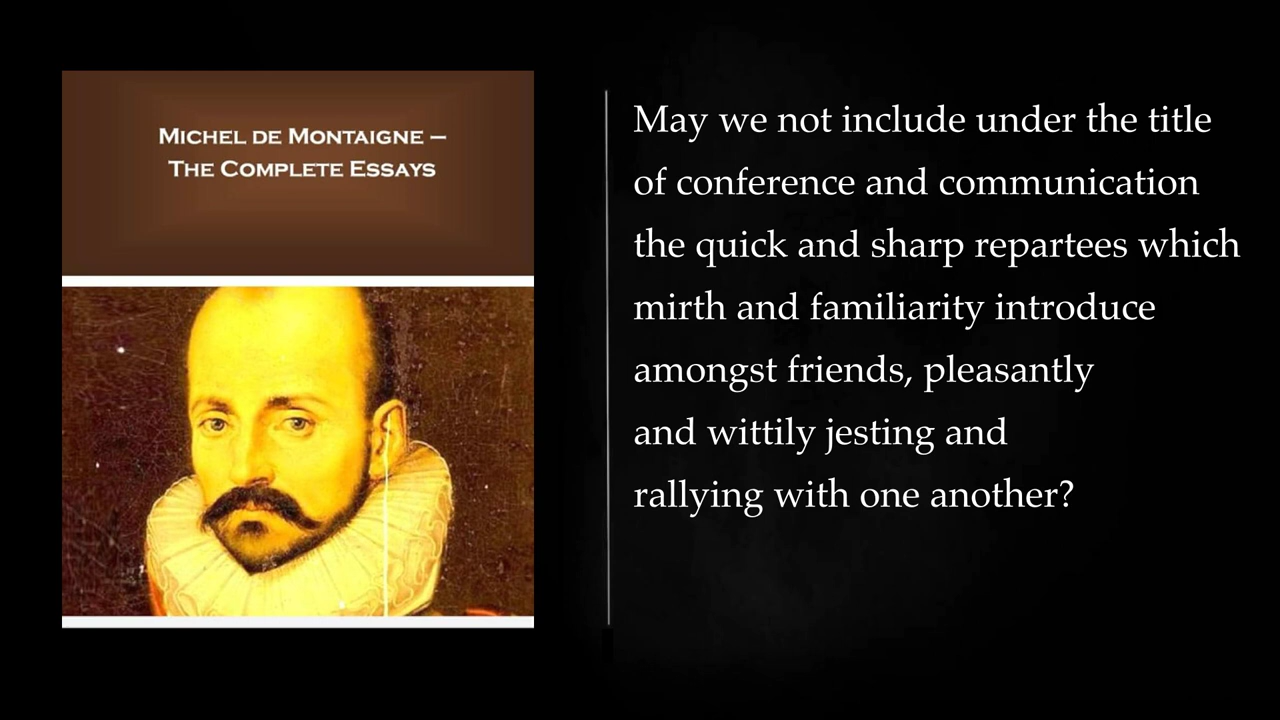 Michel de Montaigne –
The Complete Essays
May we not include under the title
of conference and communication
the quick and sharp repartees which
mirth and familiarity introduce
amongst friends, pleasantly
and wittily jesting and
rallying with one another?